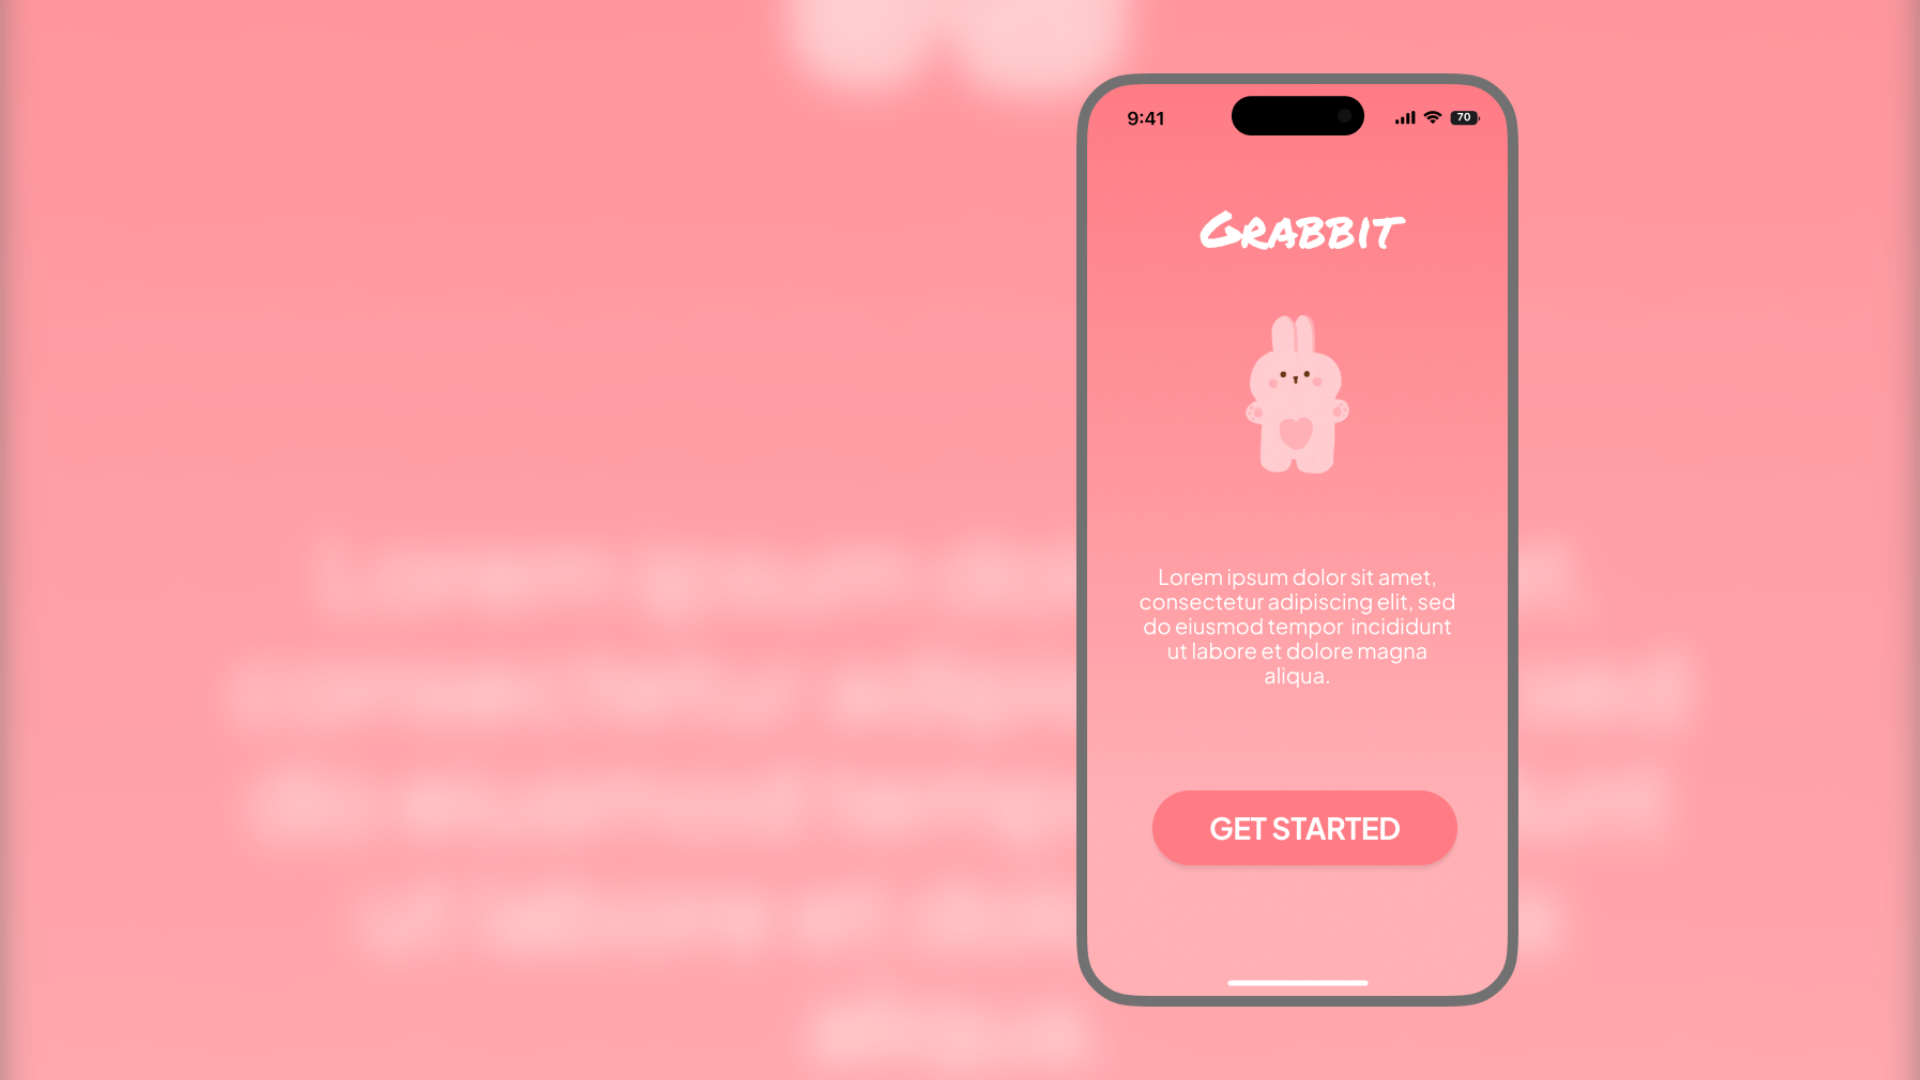 9:41
70
GRABBIT
Lorem ipsum dolor sit amet,
consectetur adipiscing elit, sed
do eiusmod tempor incididunt
ut labore et dolore magna
aliqua.
GET STARTED